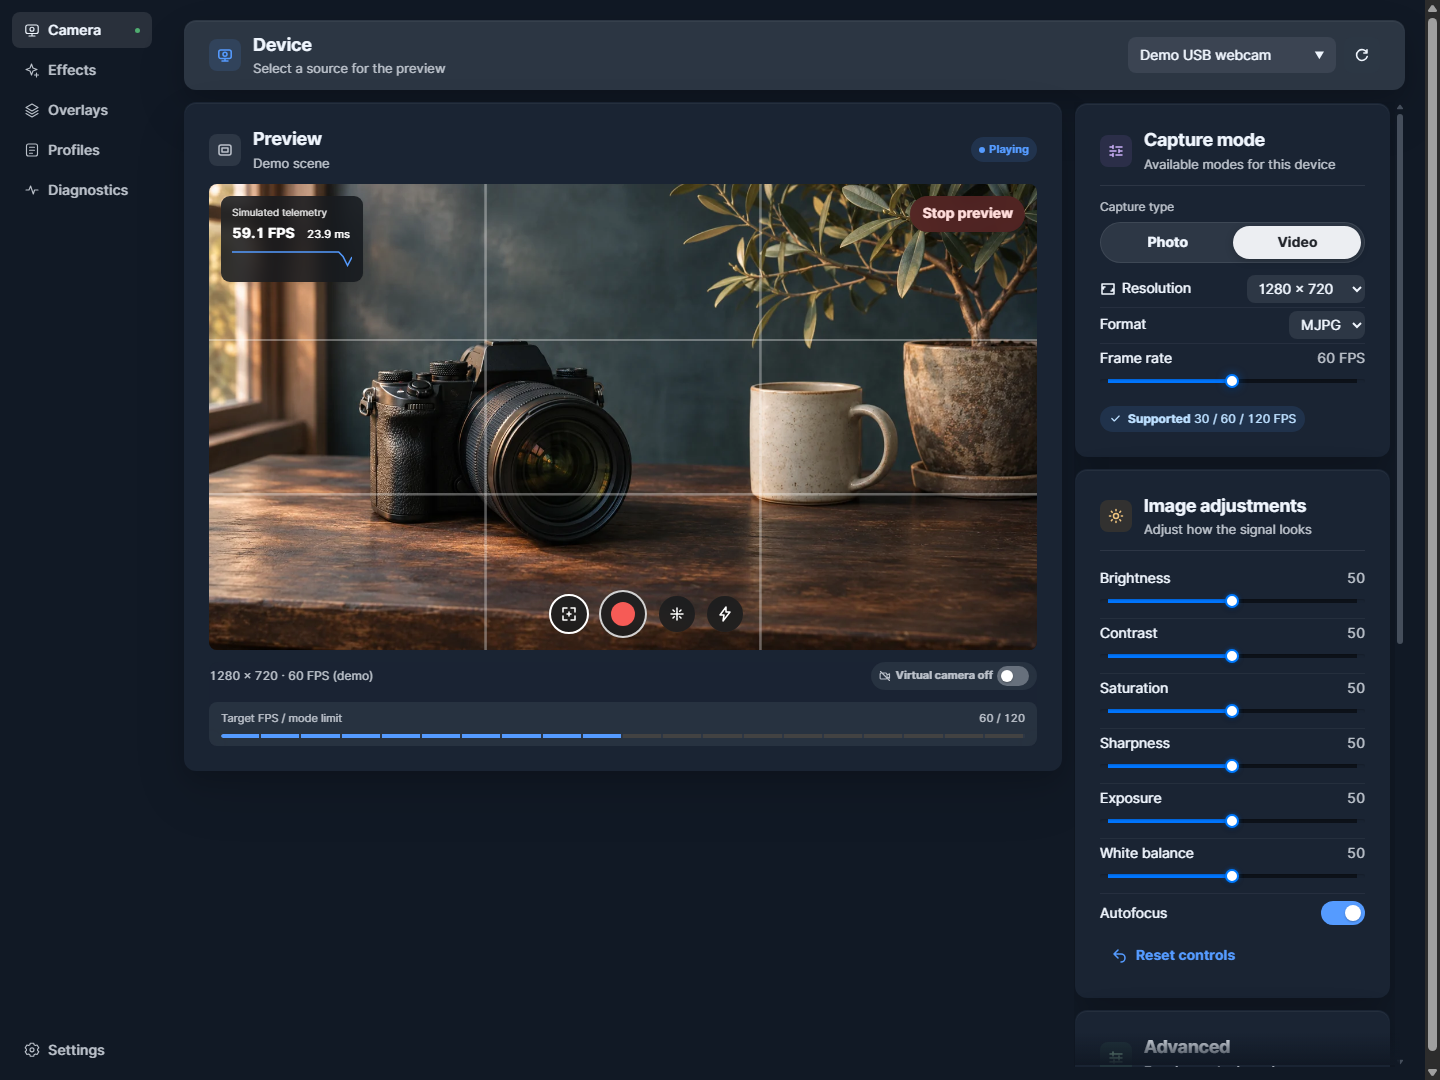 Camera
Effects
Overlays
Profiles
Diagnostics
Settings
Device
Select a source for the preview
Demo USB webcam
Preview
Demo scene
Playing
Simulated telemetry
59.1 FPS 23.9 ms
Stop preview
1280 × 720 · 60 FPS (demo)
Virtual camera off
Target FPS / mode limit
60 / 120
Capture mode
Available modes for this device
Capture type
Photo
Video
Resolution
1280 × 720
Format
MJPG
Frame rate
60 FPS
Supported 30 / 60 / 120 FPS
Image adjustments
Adjust how the signal looks
Brightness
50
Contrast
50
Saturation
50
Sharpness
50
Exposure
50
White balance
50
Autofocus
Reset controls
Advanced